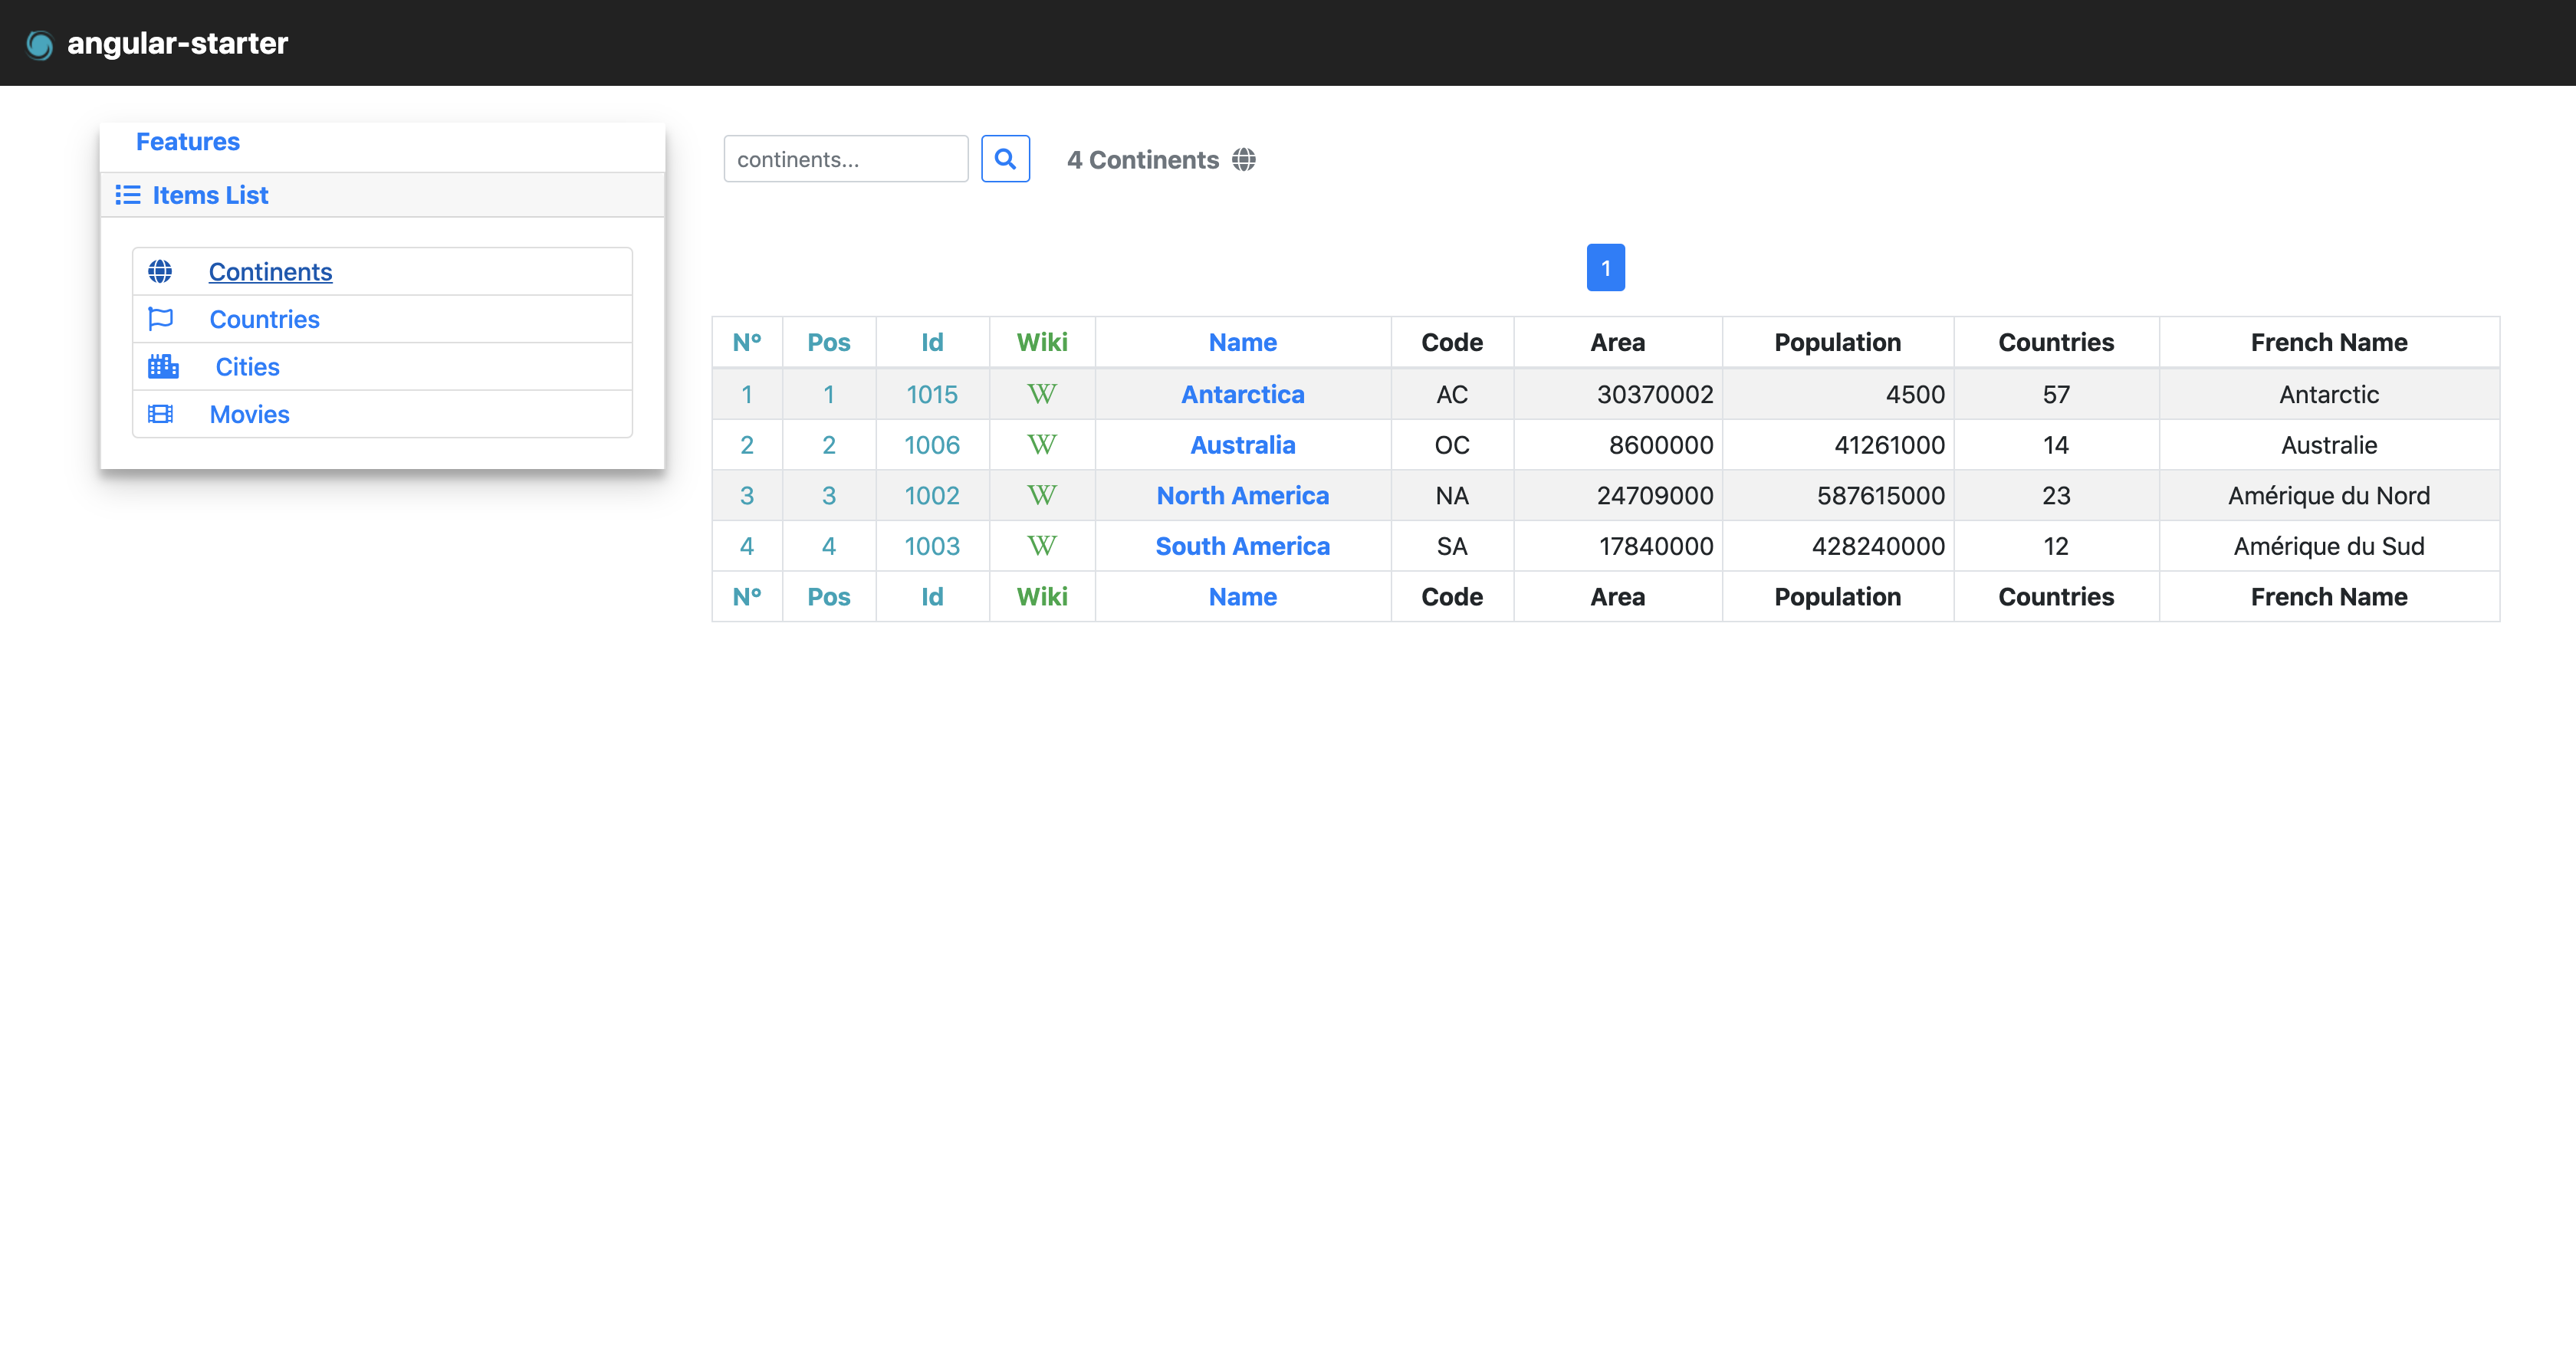 angular-starter
Features
Items List
Continents
Countries
Cities
Movies
continents...
4 Continents
1
N° Pos Id Wiki Name Code Area Population Countries French Name
1 1 1015 W Antarctica AC 30370002 4500 57 Antarctic
2 2 1006 W Australia OC 8600000 41261000 14 Australie
3 3 1002 W North America NA 24709000 587615000 23 Amérique du Nord
4 4 1003 W South America SA 17840000 428240000 12 Amérique du Sud
N° Pos Id Wiki Name Code Area Population Countries French Name